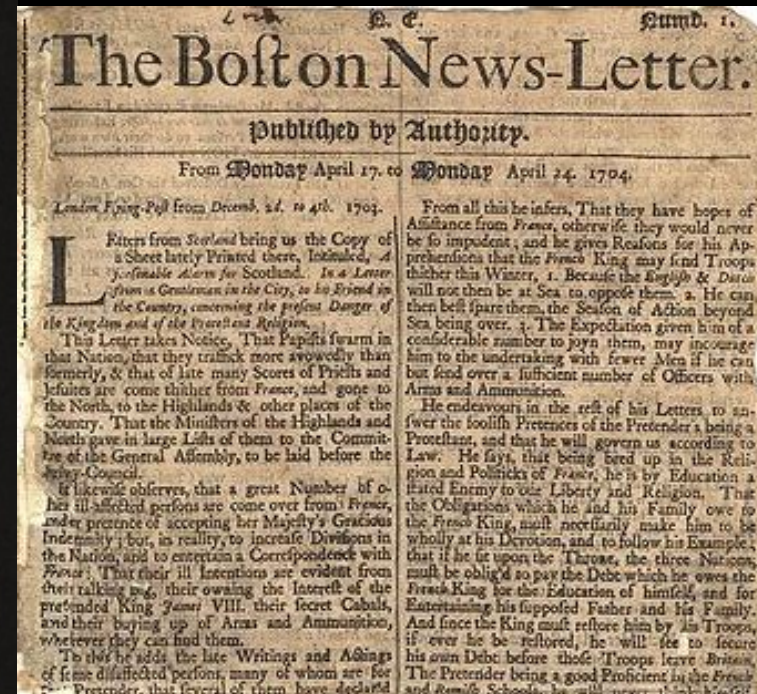 N. E.
Numb. 1.
The Boſton News-Letter.
Publiſhed by Authority.
From Monday April 17. to Monday April 24. 1704.
London Flying-Poſt from Decemb. 2d. to 4th. 1703.
LEtters from Scotland bring us the Copy of
a Sheet lately Printed there, Intituled, A
ſeaſonable Alarm for Scotland. In a Letter
from a Gentleman in the City, to his Friend in
the Country, concerning the preſent Danger of
the Kingdom and of the Proteſtant Religion.
This Letter takes Notice, That Papiſts ſwarm in
that Nation, that they traffick more avowedly than
formerly, & that of late many Scores of Prieſts and
Jeſuites are come thither from France, and gone to
the North, to the Highlands & other places of the
Country. That the Miniſters of the Highlands and
North gave in large Liſts of them to the Commit-
tee of the General Aſſembly, to be laid before the
Privy-Council.
It likewiſe obſerves, that a great Number of o-
ther ill-affected perſons are come over from France,
under pretence of accepting her Majeſty's Gracious
Indemnity; but, in reality, to increaſe Diviſions in
the Nation, and to entertain a Correſpondence with
France: That their ill Intentions are evident from
their talking big, their owning the Intereſt of the
pretended King James VIII. their ſecret Cabals,
and their buying up of Arms and Ammunition,
wherever they can find them.
To this he adds the late Writings and Actings
of ſome diſaffected perſons, many of whom are for
Pretender, that ſeveral of them have declar'd
From all this he infers, That they have hopes of
Aſſiſtance from France, otherwiſe they would never
be ſo impudent; and he gives Reaſons for his Ap-
prehenſions that the French King may ſend Troops
thither this Winter, 1. Becauſe the Engliſh & Dutch
will not then be at Sea to oppoſe them. 2. He can
then beſt ſpare them, the Seaſon of Action beyond
Sea being over. 3. The Expectation given him of a
conſiderable number to joyn them, may incourage
him to the undertaking with fewer Men if he can
but ſend over a ſufficient number of Officers with
Arms and Ammunition.
He endeavours in the reſt of his Letters to an-
ſwer the fooliſh Pretences of the Pretender's being a
Proteſtant, and that he will govern us according to
Law. He ſays, that being bred up in the Reli-
gion and Politicks of France, he is by Education a
ſtated Enemy to our Liberty and Religion. That
the Obligations which he and his Family owe to
the French King, muſt neceſſarily make him to be
wholly at his Devotion, and to follow his Example;
that if he ſit upon the Throne, the three Nations
muſt be oblig'd to pay the Debt which he owes the
French King for the Education of himſelf, and for
Entertaining his ſuppoſed Father and his Family.
And ſince the King muſt reſtore him by his Troops,
if ever he be reſtored, he will ſee to ſecure
his own Debt before thoſe Troops leave Britain.
The Pretender being a good Proficient in the French
and Romiſh Schools,